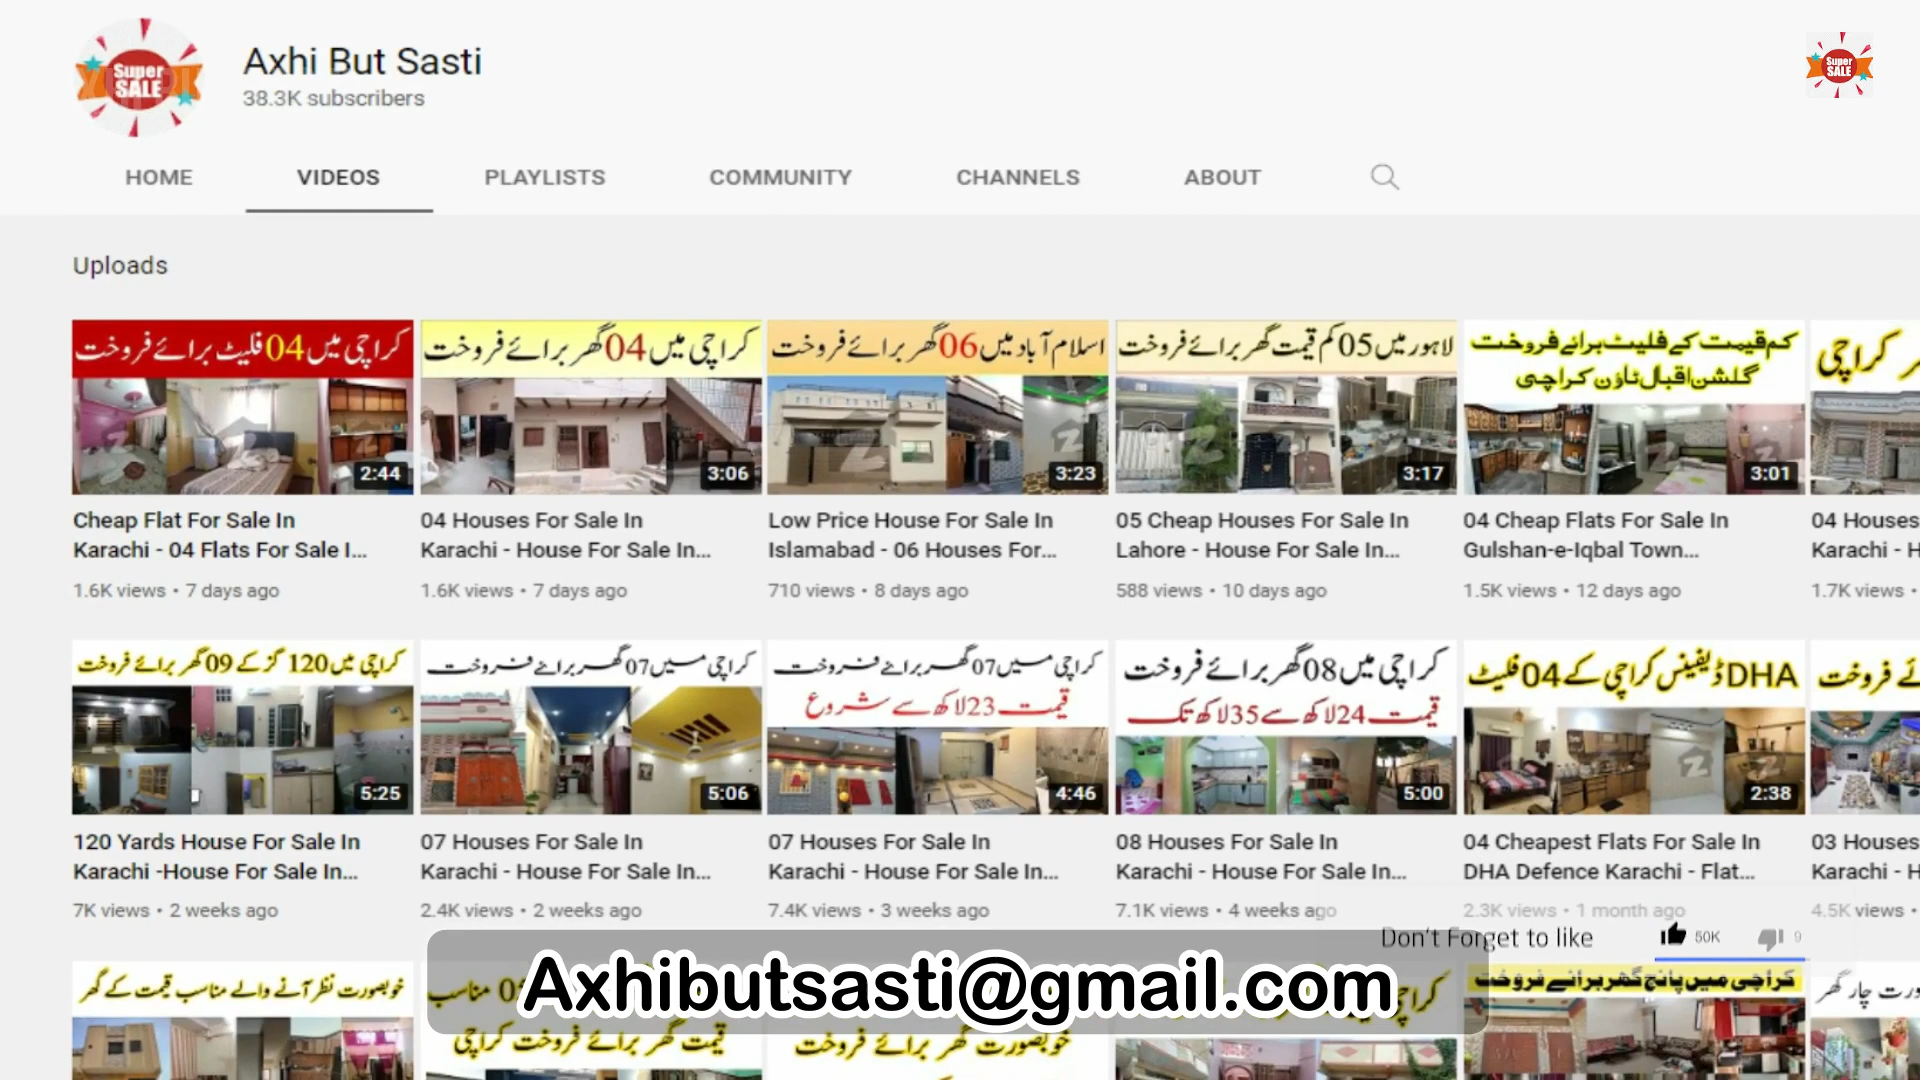 Super
SALE
Axhi But Sasti
38.3K subscribers
Super
SALE
HOME VIDEOS PLAYLISTS COMMUNITY CHANNELS ABOUT
Uploads
کراچی میں 04 فلیٹ برائے فروخت
2:44
Cheap Flat For Sale In
Karachi - 04 Flats For Sale I...
1.6K views • 7 days ago
کراچی میں 04 گھر برائے فروخت
3:06
04 Houses For Sale In
Karachi - House For Sale In...
1.6K views • 7 days ago
اسلام آباد میں 06 گھر برائے فروخت
3:23
Low Price House For Sale In
Islamabad - 06 Houses For...
710 views • 8 days ago
لاہور میں 05 کم قیمت گھر برائے فروخت
3:17
05 Cheap Houses For Sale In
Lahore - House For Sale In...
588 views • 10 days ago
کم قیمت کے فلیٹ برائے فروخت
گلشن اقبال ٹاؤن کراچی
3:01
04 Cheap Flats For Sale In
Gulshan-e-Iqbal Town...
1.5K views • 12 days ago
کراچی
04 Houses
Karachi - H
1.7K views •
کراچی میں 120 گز کے 09 گھر برائے فروخت
5:25
120 Yards House For Sale In
Karachi -House For Sale In...
7K views • 2 weeks ago
کراچی میں 07 گھر برائے فروخت
5:06
07 Houses For Sale In
Karachi - House For Sale In...
2.4K views • 2 weeks ago
کراچی میں 07 گھر برائے فروخت
قیمت 23 لاکھ سے شروع
4:46
07 Houses For Sale In
Karachi - House For Sale In...
7.4K views • 3 weeks ago
کراچی میں 08 گھر برائے فروخت
قیمت 24 لاکھ سے 35 لاکھ تک
5:00
08 Houses For Sale In
Karachi - House For Sale In...
7.1K views • 4 weeks ago
DHA ڈیفینس کراچی کے 04 فلیٹ
2:38
04 Cheapest Flats For Sale In
DHA Defence Karachi - Flat...
2.3K views • 1 month ago
ئے فروخت
03 Houses
Karachi - H
4.5K views •
Don't Forget to like 50K 9
Axhibutsasti@gmail.com
خوبصورت نظر آنے والے مناسب قیمت کے گھر
مناسب
قیمت گھر برائے فروخت کراچی
خوبصورت گھر برائے فروخت
کراچی میں پانچ گھر برائے فروخت
چار گھر